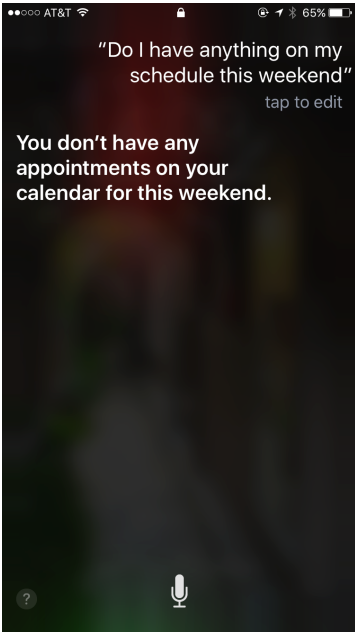 AT&T 65%
“Do I have anything on my
schedule this weekend”
tap to edit
You don’t have any
appointments on your
calendar for this weekend.
?